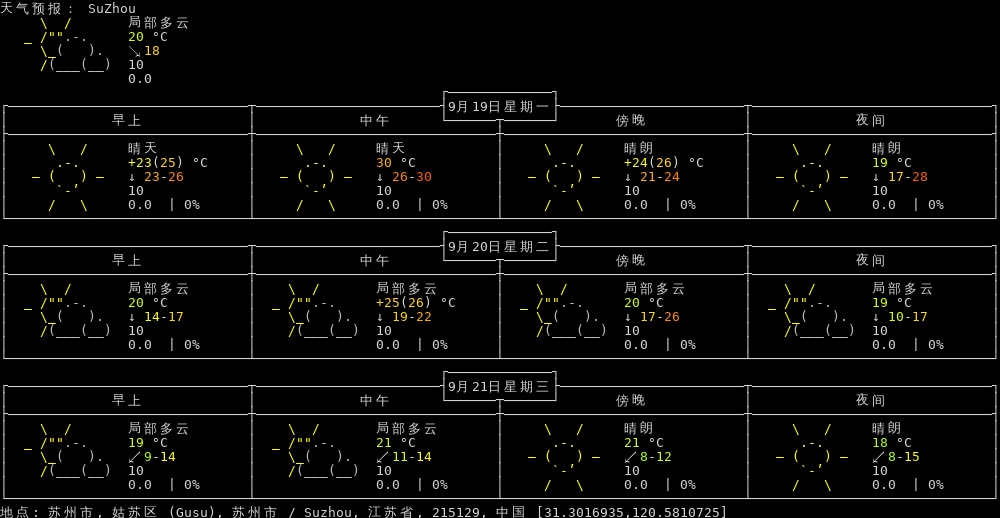 天气预报: SuZhou
局部多云
20 °C
↘ 18
10
0.0
9月19日星期一
早上 中午 傍晚 夜间
晴天 晴天 晴朗 晴朗
+23(25) °C 30 °C +24(26) °C 19 °C
↓ 23-26 ↓ 26-30 ↓ 21-24 ↓ 17-28
10 10 10 10
0.0 | 0% 0.0 | 0% 0.0 | 0% 0.0 | 0%
9月20日星期二
早上 中午 傍晚 夜间
局部多云 局部多云 局部多云 局部多云
20 °C +25(26) °C 20 °C 19 °C
↓ 14-17 ↓ 19-22 ↓ 17-26 ↓ 10-17
10 10 10 10
0.0 | 0% 0.0 | 0% 0.0 | 0% 0.0 | 0%
9月21日星期三
早上 中午 傍晚 夜间
局部多云 局部多云 晴朗 晴朗
19 °C 21 °C 21 °C 18 °C
↙ 9-14 ↙ 11-14 ↙ 8-12 ↙ 8-15
10 10 10 10
0.0 | 0% 0.0 | 0% 0.0 | 0% 0.0 | 0%
地点: 苏州市, 姑苏区 (Gusu), 苏州市 / Suzhou, 江苏省, 215129, 中国 [31.3016935,120.5810725]